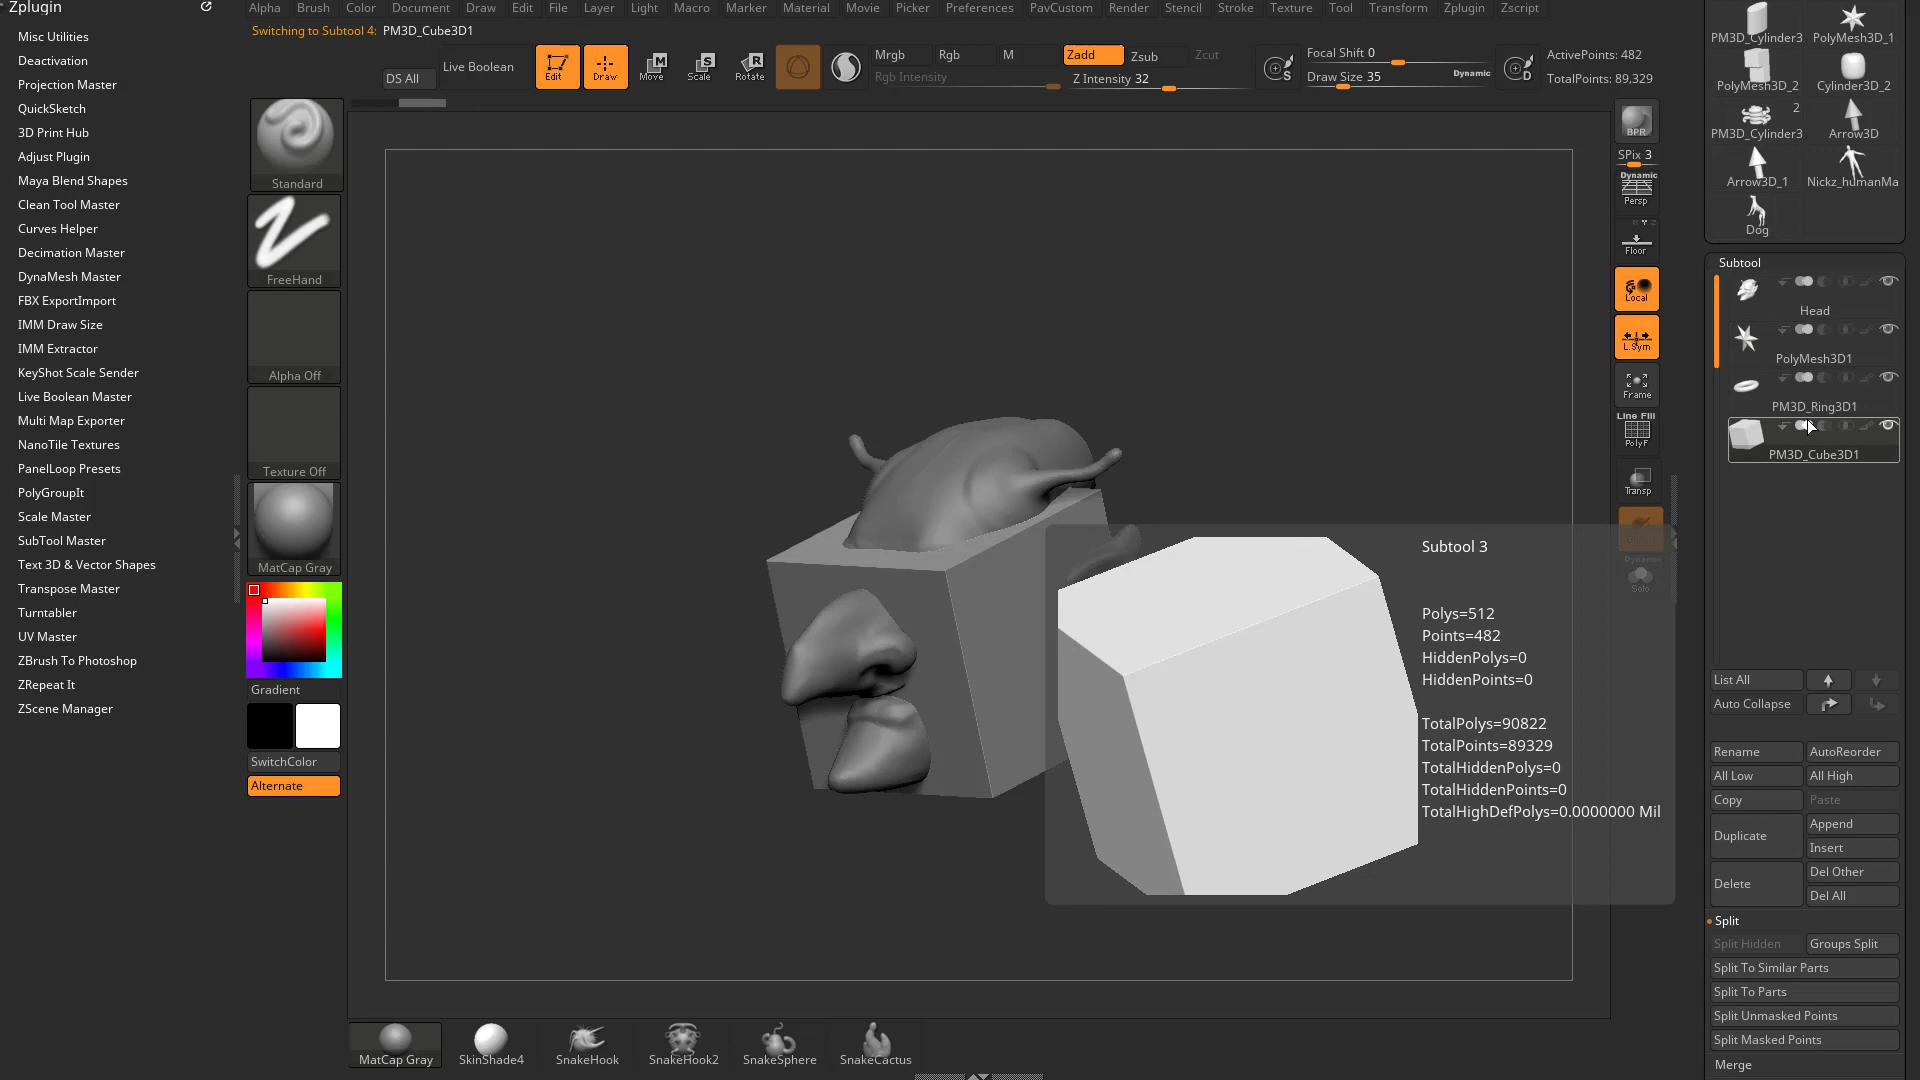 Zplugin
Misc Utilities
Deactivation
Projection Master
QuickSketch
3D Print Hub
Adjust Plugin
Maya Blend Shapes
Clean Tool Master
Curves Helper
Decimation Master
DynaMesh Master
FBX ExportImport
IMM Draw Size
IMM Extractor
KeyShot Scale Sender
Live Boolean Master
Multi Map Exporter
NanoTile Textures
PanelLoop Presets
PolyGroupIt
Scale Master
SubTool Master
Text 3D & Vector Shapes
Transpose Master
Turntabler
UV Master
ZBrush To Photoshop
ZRepeat It
ZScene Manager
Alpha Brush Color Document Draw Edit File Layer Light Macro Marker Material Movie Picker Preferences PavCustom Render Stencil Stroke Texture Tool Transform Zplugin Zscript
Switching to Subtool 4: PM3D_Cube3D1
DS All
Live Boolean
Edit
Draw
Move
Scale
Rotate
Mrgb Rgb M
Rgb Intensity
Zadd Zsub Zcut
Z Intensity 32
S
Focal Shift 0
Draw Size 35 Dynamic
D
ActivePoints: 482
TotalPoints: 89,329
Standard
FreeHand
Alpha Off
Texture Off
MatCap Gray
Gradient
SwitchColor
Alternate
BPR
SPix 3
Dynamic
Persp
Floor
Local
L.Sym
Frame
Line Fill
PolyF
Transp
Dynamic
Solo
Subtool 3
Polys=512
Points=482
HiddenPolys=0
HiddenPoints=0
TotalPolys=90822
TotalPoints=89329
TotalHiddenPolys=0
TotalHiddenPoints=0
TotalHighDefPolys=0.0000000 Mil
MatCap Gray
SkinShade4
SnakeHook
SnakeHook2
SnakeSphere
SnakeCactus
PM3D_Cylinder3 PolyMesh3D_1
PolyMesh3D_2 Cylinder3D_2
2
PM3D_Cylinder3 Arrow3D
Arrow3D_1 Nickz_humanMa
Dog
Subtool
Head
PolyMesh3D1
PM3D_Ring3D1
PM3D_Cube3D1
List All
Auto Collapse
Rename AutoReorder
All Low All High
Copy Paste
Duplicate Append
Insert
Delete Del Other
Del All
Split
Split Hidden Groups Split
Split To Similar Parts
Split To Parts
Split Unmasked Points
Split Masked Points
Merge